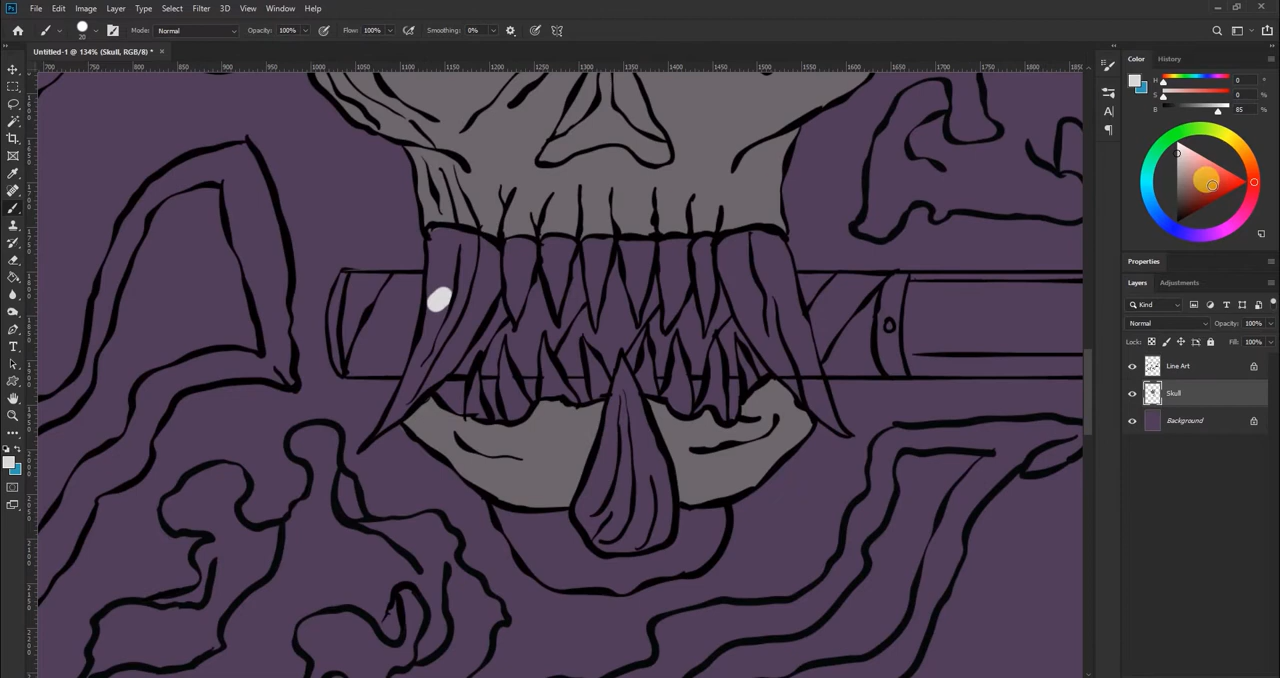 File Edit Image Layer Type Select Filter 3D View Window Help
20 Mode: Normal Opacity: 100% Flow: 100% Smoothing: 0%
Untitled-1 @ 134% (Skull, RGB/8) * ×
700 750 800 850 900 950 1000 1050 1100 1150 1200 1250 1300 1350 1400 1450 1500 1550 1600 1650 1700 1750 1800 1850
Color History
H 0 °
S 0 %
B 85 %
Properties
Layers Adjustments
Kind
Normal Opacity: 100%
Lock: Fill: 100%
Line Art
Skull
Background